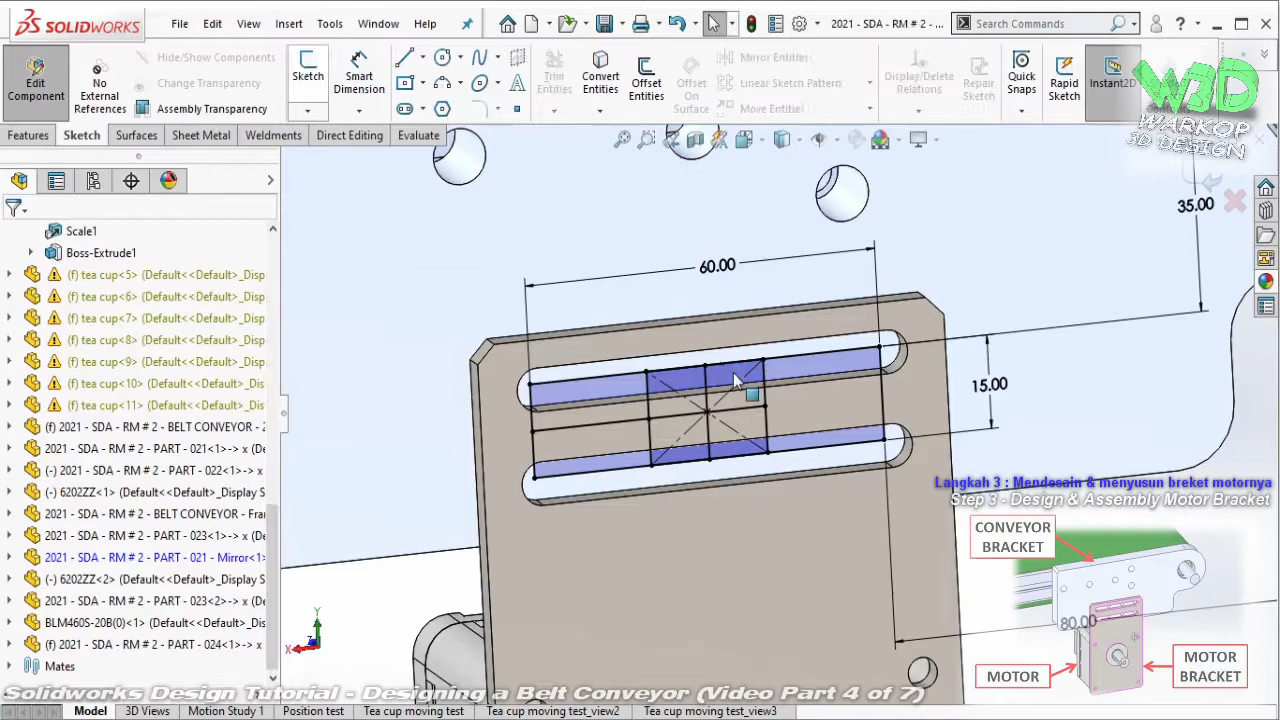 SOLIDWORKS
File
Edit
View
Insert
Tools
Window
Help
2021 - SDA - RM # 2 - ...
Search Commands
Edit Component
No External References
Hide/Show Components
Change Transparency
Assembly Transparency
Sketch
Smart Dimension
Trim Entities
Convert Entities
Offset Entities
Offset On Surface
Mirror Entities
Linear Sketch Pattern
Move Entities
Display/Delete Relations
Repair Sketch
Quick Snaps
Rapid Sketch
Instant2D
W3D
WARKOP
3D DESIGN
Features
Sketch
Surfaces
Sheet Metal
Weldments
Direct Editing
Evaluate
Scale1
Boss-Extrude1
(f) tea cup<5> (Default<<Default>_Disp
(f) tea cup<6> (Default<<Default>_Disp
(f) tea cup<7> (Default<<Default>_Disp
(f) tea cup<8> (Default<<Default>_Disp
(f) tea cup<9> (Default<<Default>_Disp
(f) tea cup<10> (Default<<Default>_Disp
(f) tea cup<11> (Default<<Default>_Disp
(f) 2021 - SDA - RM # 2 - BELT CONVEYOR - 2
2021 - SDA - RM # 2 - PART - 021<1> -> x (De
(-) 2021 - SDA - RM # 2 - PART - 022<1> -> x
(-) 6202ZZ<1> (Default<<Default>_Display S
2021 - SDA - RM # 2 - BELT CONVEYOR - Fra
2021 - SDA - RM # 2 - PART - 023<1>-> x (De
2021 - SDA - RM # 2 - PART - 021 - Mirror<1>
(-) 6202ZZ<2> (Default<<Default>_Display S
2021 - SDA - RM # 2 - PART - 023<2>-> x (De
BLM460S-20B(0)<1> (Default<<Default>_Dis
(f) 2021 - SDA - RM # 2 - PART - 024<1>-> x
Mates
60.00
35.00
15.00
80.00
Langkah 3 : Mendesain & menyusun breket motornya
Step 3 - Design & Assembly Motor Bracket
CONVEYOR BRACKET
MOTOR
MOTOR BRACKET
Y
X
Z
Solidworks Design Tutorial - Designing a Belt Conveyor (Video Part 4 of 7)
Model
3D Views
Motion Study 1
Position test
Tea cup moving test
Tea cup moving test_view2
Tea cup moving test_view3